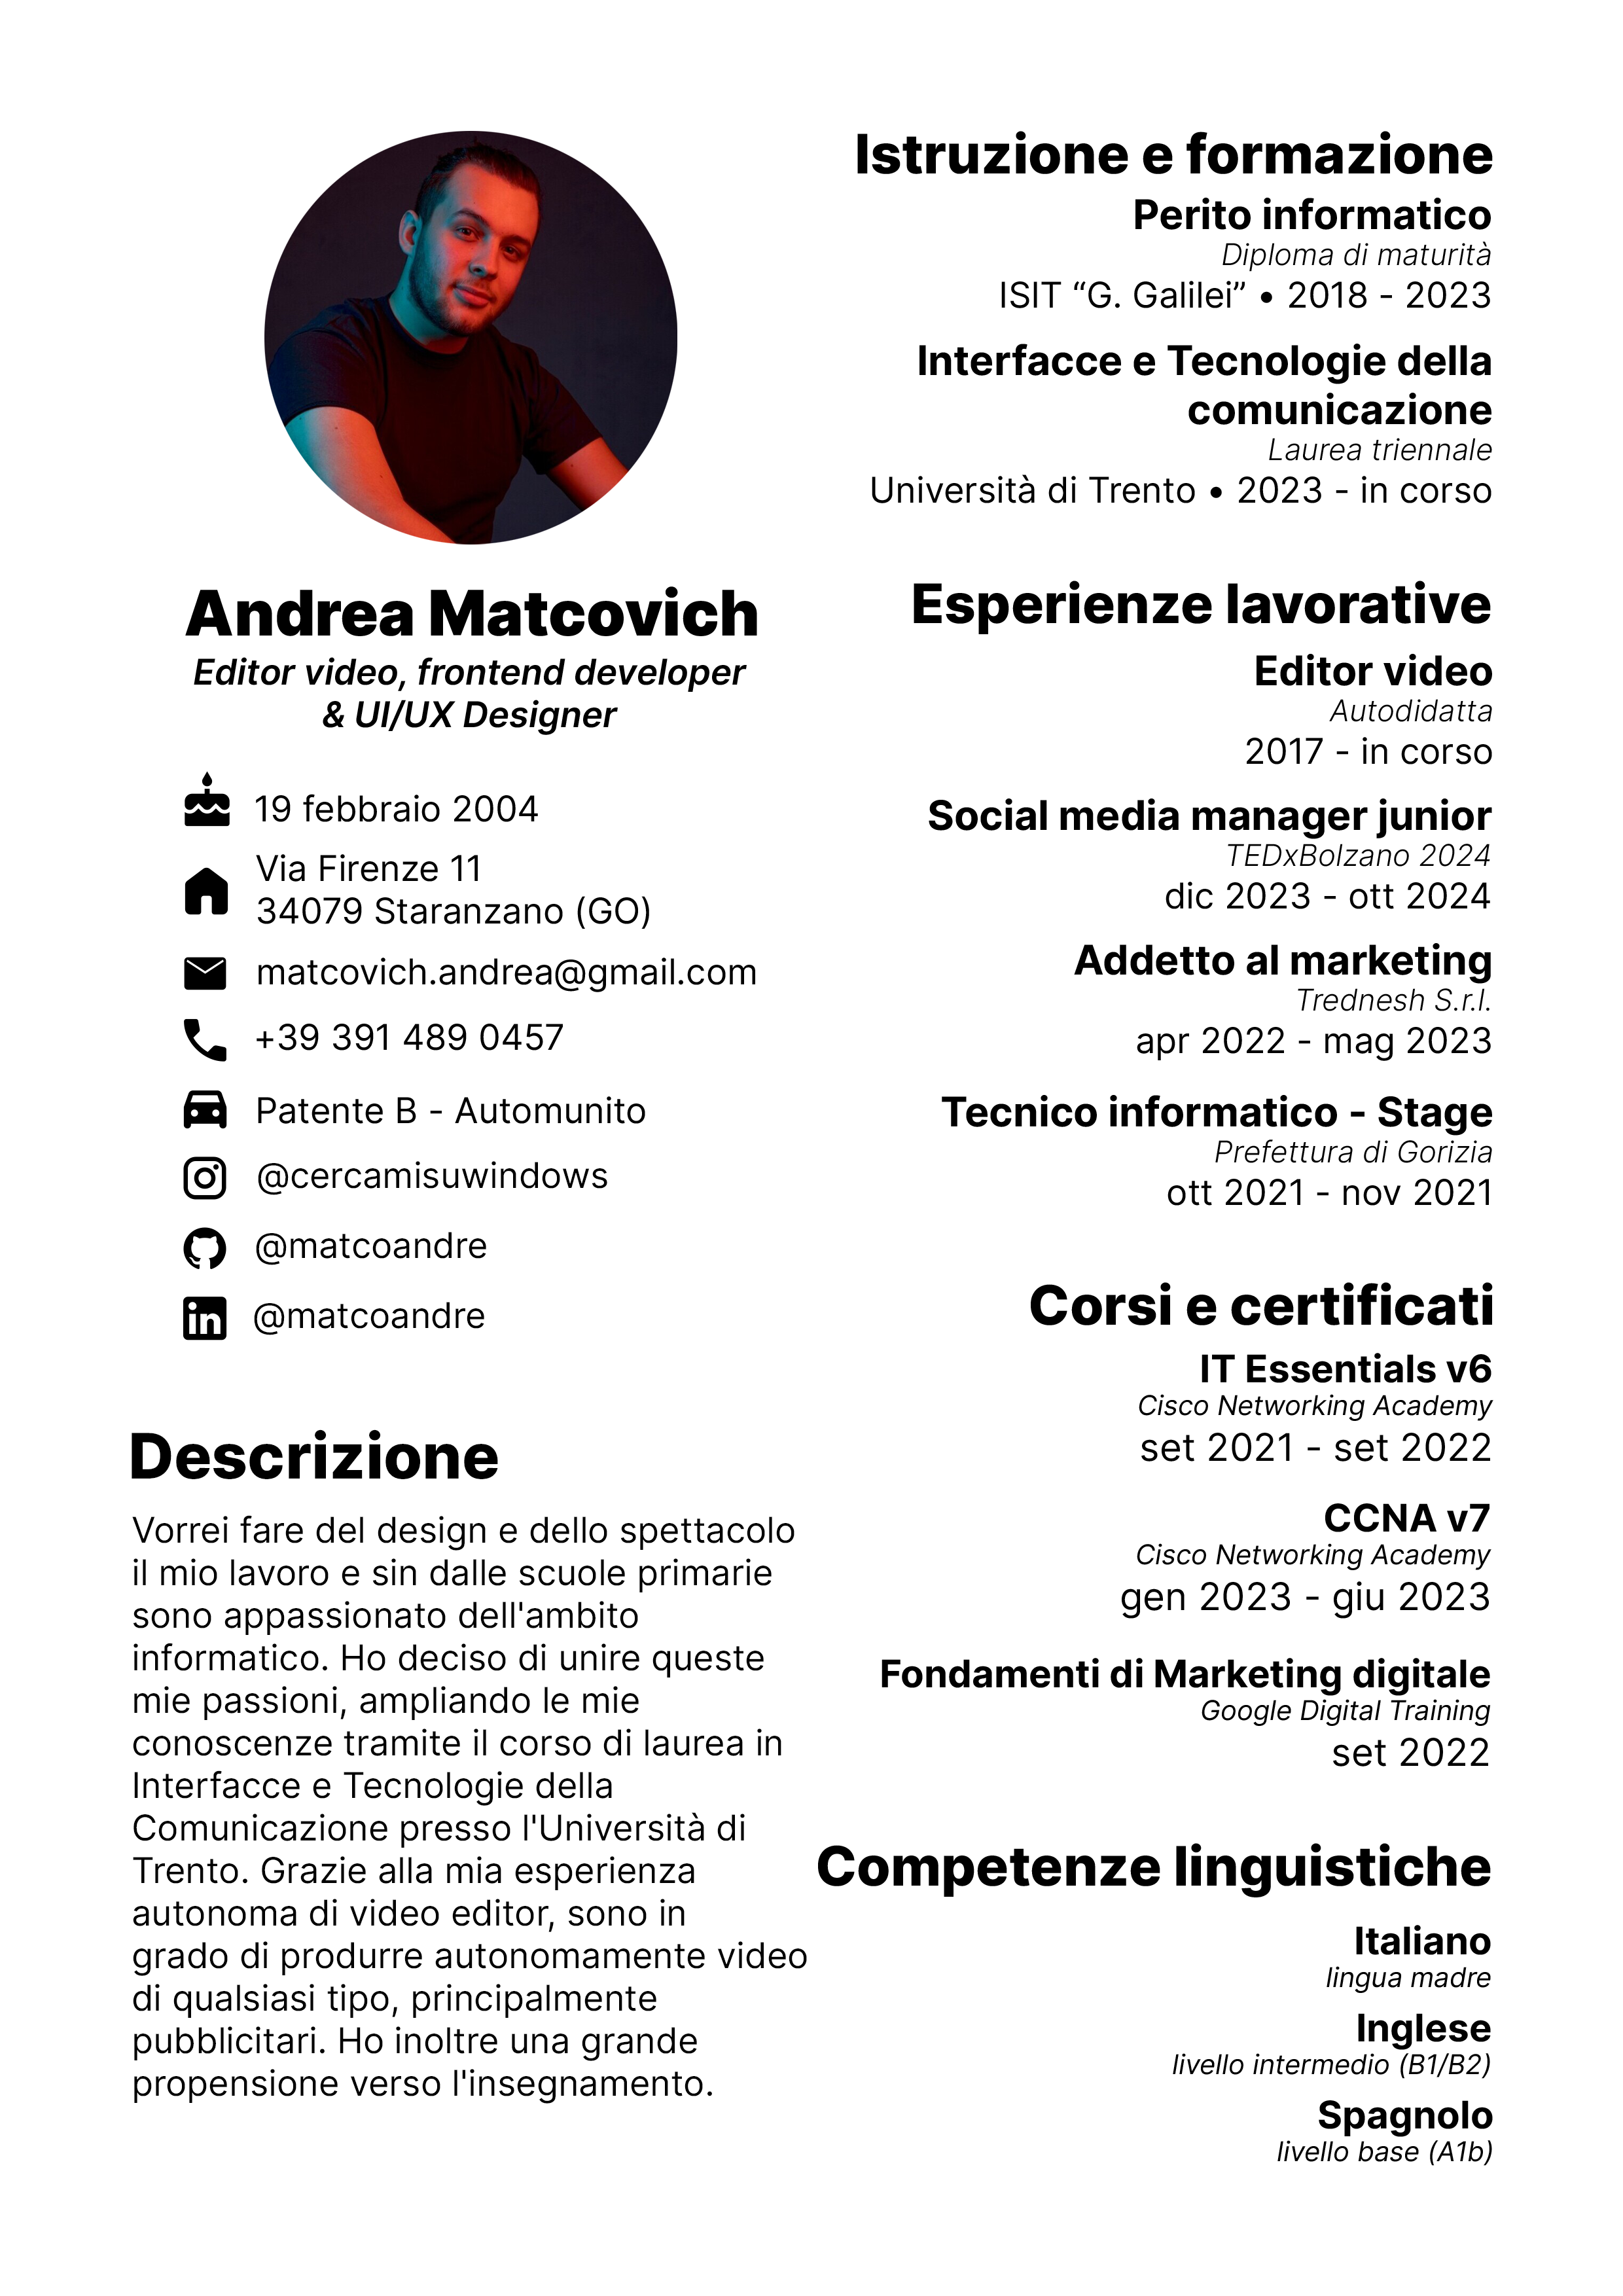 Andrea Matcovich
Editor video, frontend developer
& UI/UX Designer
19 febbraio 2004
Via Firenze 11
34079 Staranzano (GO)
matcovich.andrea@gmail.com
+39 391 489 0457
Patente B - Automunito
@cercamisuwindows
@matcoandre
in @matcoandre
Descrizione
Vorrei fare del design e dello spettacolo
il mio lavoro e sin dalle scuole primarie
sono appassionato dell'ambito
informatico. Ho deciso di unire queste
mie passioni, ampliando le mie
conoscenze tramite il corso di laurea in
Interfacce e Tecnologie della
Comunicazione presso l'Università di
Trento. Grazie alla mia esperienza
autonoma di video editor, sono in
grado di produrre autonomamente video
di qualsiasi tipo, principalmente
pubblicitari. Ho inoltre una grande
propensione verso l'insegnamento.
Istruzione e formazione
Perito informatico
Diploma di maturità
ISIT “G. Galilei” • 2018 - 2023
Interfacce e Tecnologie della
comunicazione
Laurea triennale
Università di Trento • 2023 - in corso
Esperienze lavorative
Editor video
Autodidatta
2017 - in corso
Social media manager junior
TEDxBolzano 2024
dic 2023 - ott 2024
Addetto al marketing
Trednesh S.r.l.
apr 2022 - mag 2023
Tecnico informatico - Stage
Prefettura di Gorizia
ott 2021 - nov 2021
Corsi e certificati
IT Essentials v6
Cisco Networking Academy
set 2021 - set 2022
CCNA v7
Cisco Networking Academy
gen 2023 - giu 2023
Fondamenti di Marketing digitale
Google Digital Training
set 2022
Competenze linguistiche
Italiano
lingua madre
Inglese
livello intermedio (B1/B2)
Spagnolo
livello base (A1b)